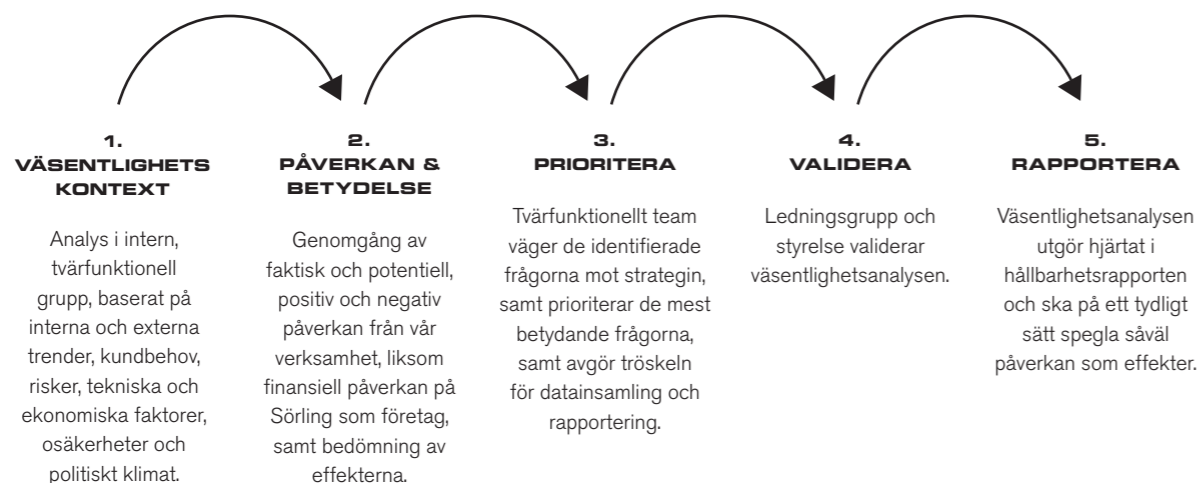 1.
VÄSENTLIGHETS
KONTEXT
Analys i intern,
tvärfunktionell
grupp, baserat på
interna och externa
trender, kundbehov,
risker, tekniska och
ekonomiska faktorer,
osäkerheter och
politiskt klimat.
2.
PÅVERKAN &
BETYDELSE
Genomgång av
faktisk och potentiell,
positiv och negativ
påverkan från vår
verksamhet, liksom
finansiell påverkan på
Sörling som företag,
samt bedömning av
effekterna.
3.
PRIORITERA
Tvärfunktionellt team
väger de identifierade
frågorna mot strategin,
samt prioriterar de mest
betydande frågorna,
samt avgör tröskeln
för datainsamling och
rapportering.
4.
VALIDERA
Ledningsgrupp och
styrelse validerar
väsentlighetsanalysen.
5.
RAPPORTERA
Väsentlighetsanalysen
utgör hjärtat i
hållbarhetsrapporten
och ska på ett tydligt
sätt spegla såväl
påverkan som effekter.